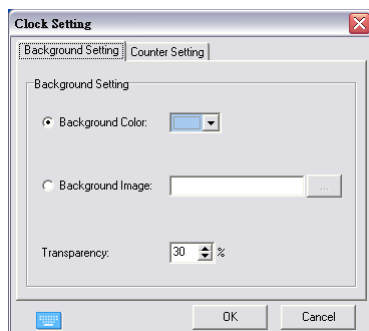 Clock Setting
Background Setting Counter Setting
Background Setting
Background Color:
Background Image: ...
Transparency: 30 %
OK Cancel